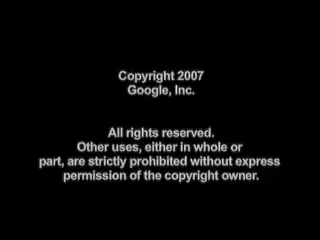 Copyright 2007
Google, Inc.
All rights reserved.
Other uses, either in whole or
part, are strictly prohibited without express
permission of the copyright owner.